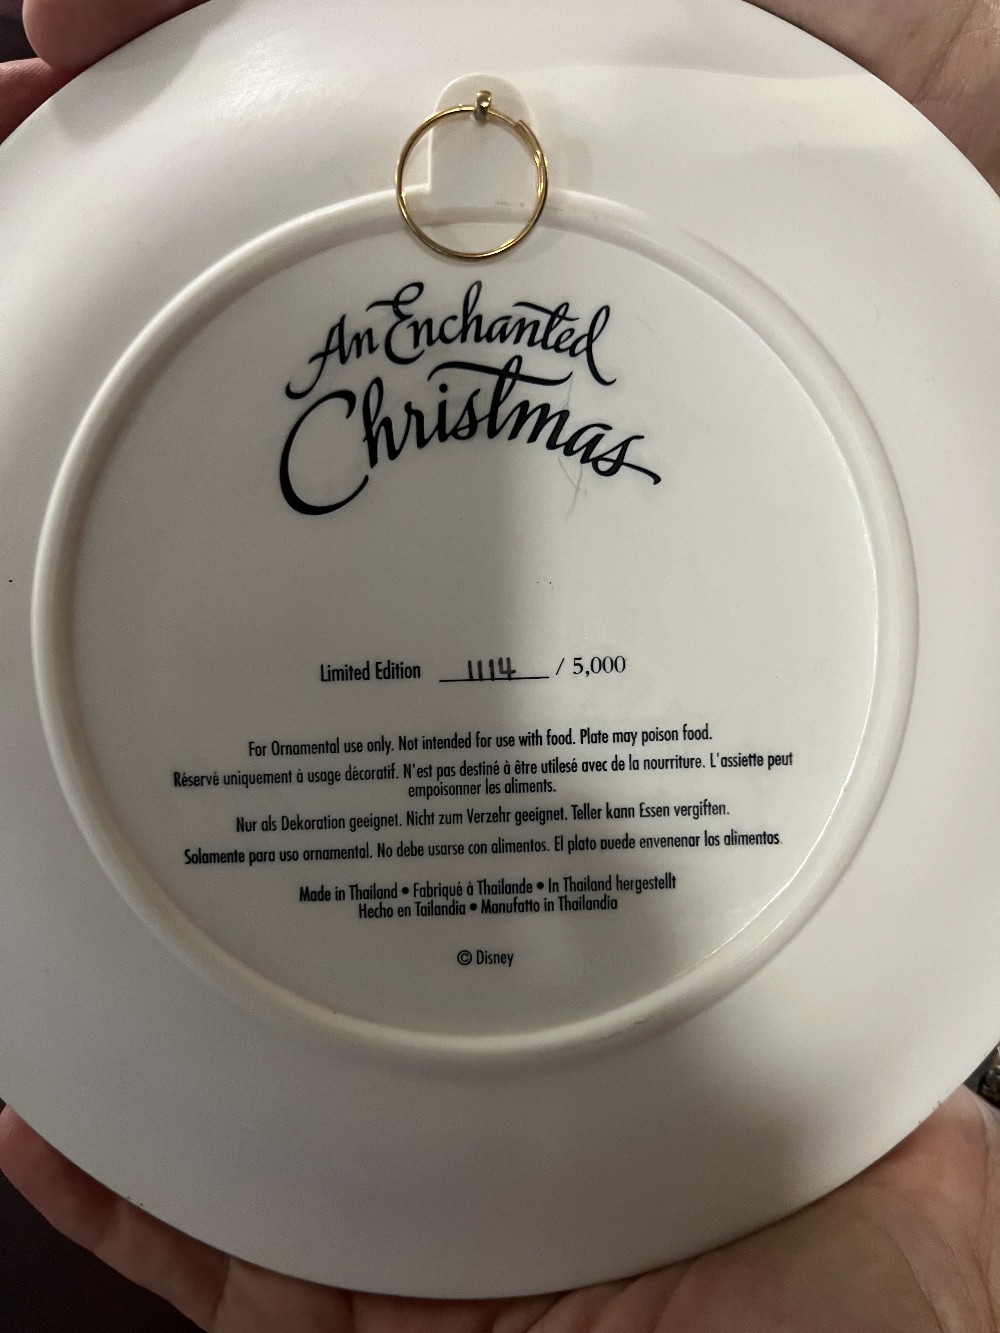 An Enchanted
Christmas
Limited Edition 1114 / 5,000
For Ornamental use only. Not intended for use with food. Plate may poison food.
Réservé uniquement à usage décoratif. N'est pas destiné à être utilesé avec de la nourriture. L'assiette peut
empoisonner les aliments.
Nur als Dekoration geeignet. Nicht zum Verzehr geeignet. Teller kann Essen vergiften.
Solamente para uso ornamental. No debe usarse con alimentos. El plato puede envenenar los alimentos.
Made in Thailand • Fabriqué à Thailande • In Thailand hergestellt
Hecho en Tailandia • Manufatto in Thailandia
© Disney